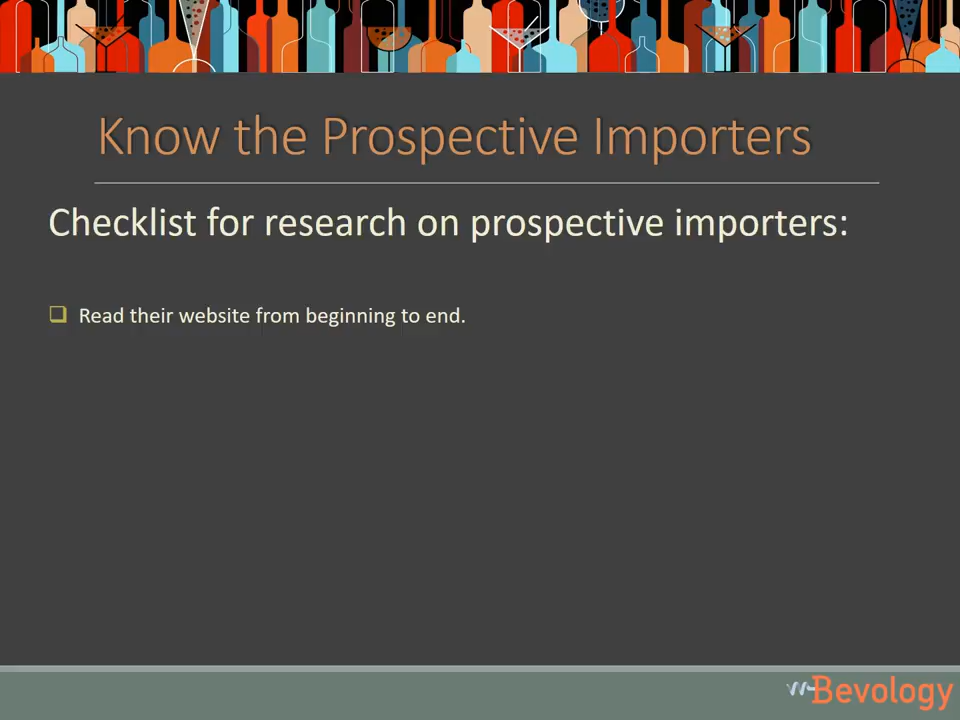 Know the Prospective Importers
Checklist for research on prospective importers:
Read their website from beginning to end.
Bevology